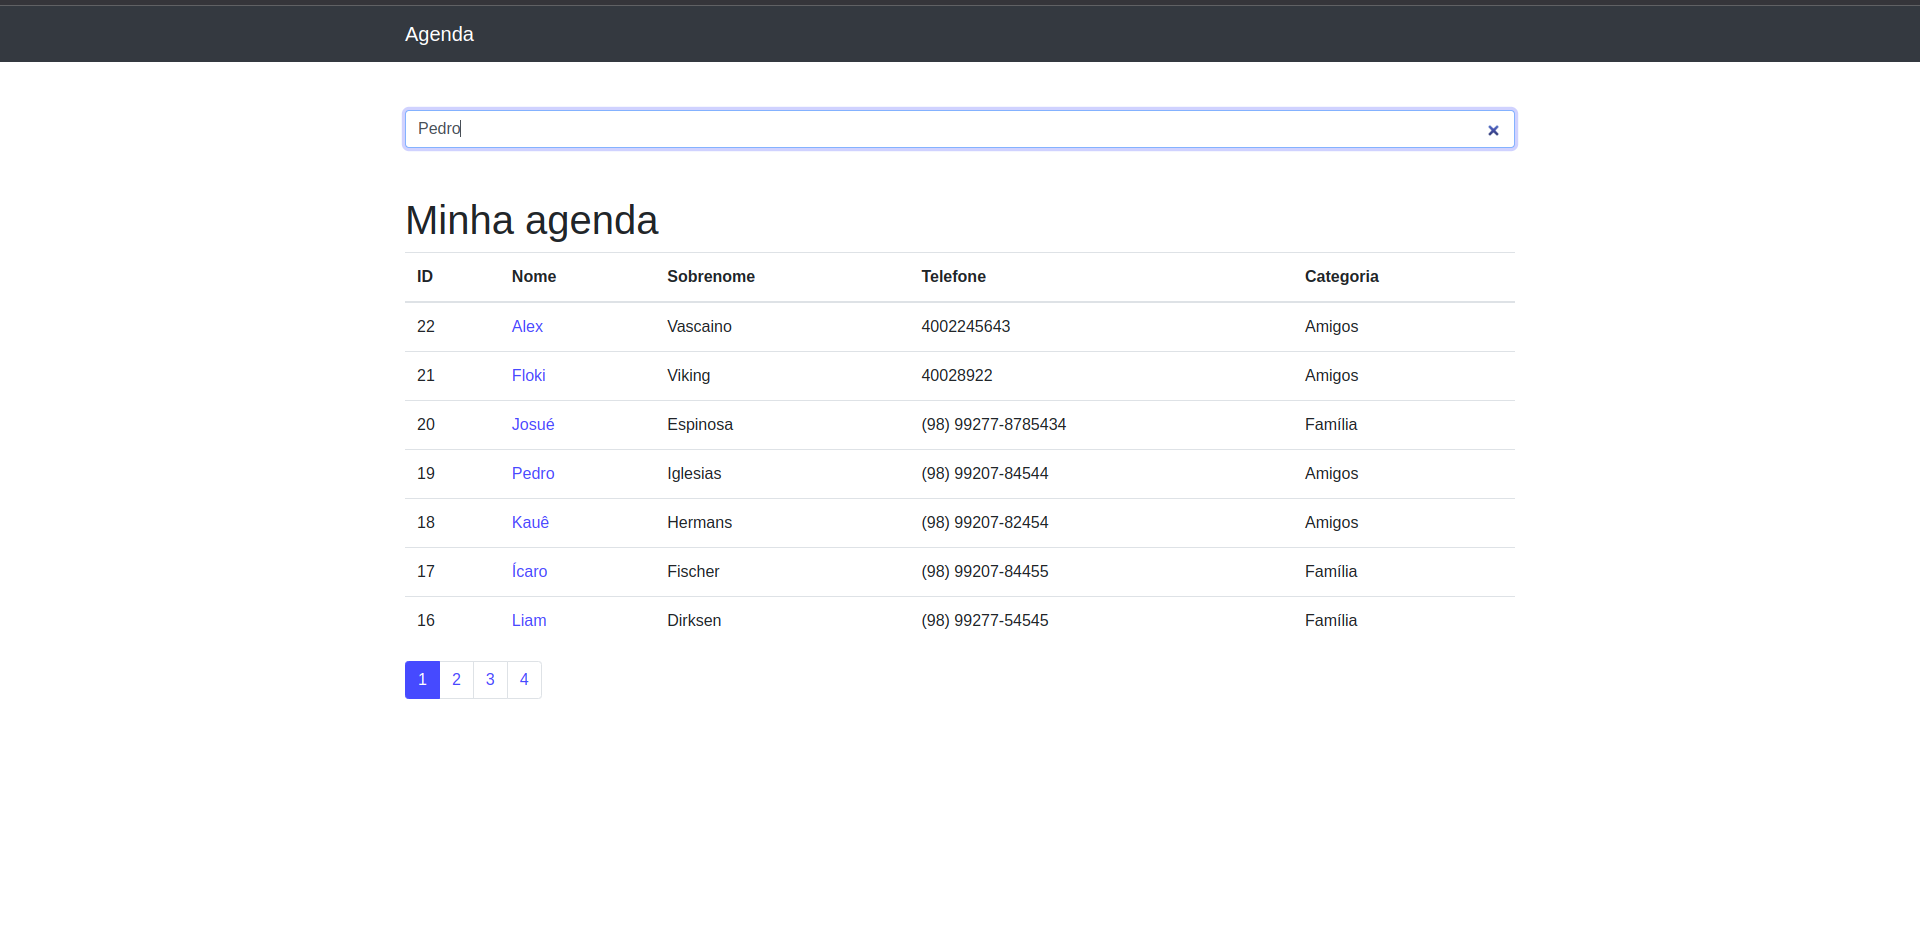 Agenda
Pedro
Minha agenda
ID Nome Sobrenome Telefone Categoria
22 Alex Vascaino 4002245643 Amigos
21 Floki Viking 40028922 Amigos
20 Josué Espinosa (98) 99277-8785434 Família
19 Pedro Iglesias (98) 99207-84544 Amigos
18 Kauê Hermans (98) 99207-82454 Amigos
17 Ícaro Fischer (98) 99207-84455 Família
16 Liam Dirksen (98) 99277-54545 Família
1 2 3 4